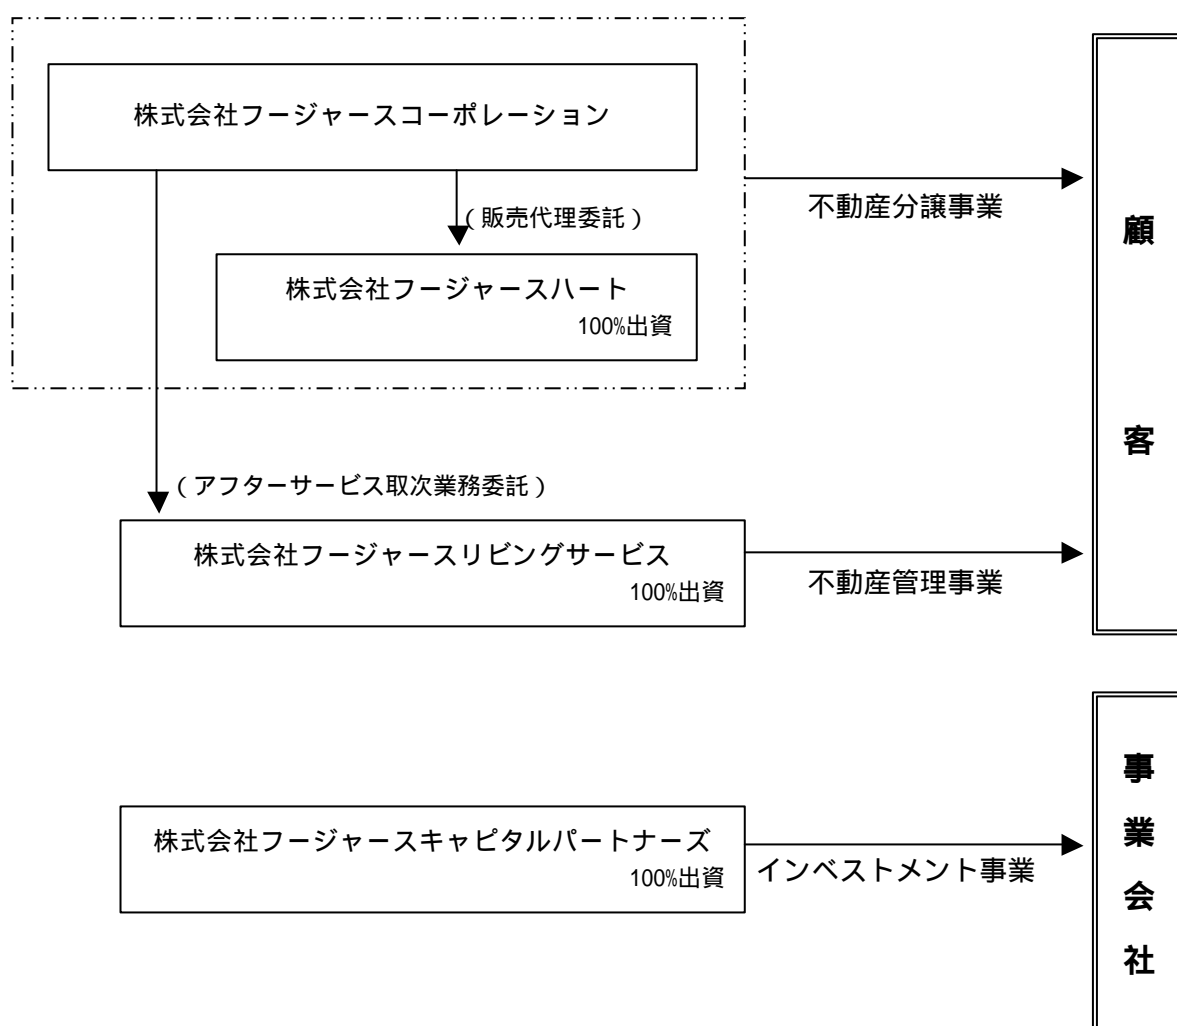 株式会社フージャースコーポレーション
不動産分譲事業
（販売代理委託）
株式会社フージャースハート
100%出資
顧客
（アフターサービス取次業務委託）
株式会社フージャースリビングサービス
100%出資
不動産管理事業
株式会社フージャースキャピタルパートナーズ
100%出資
インベストメント事業
事業会社